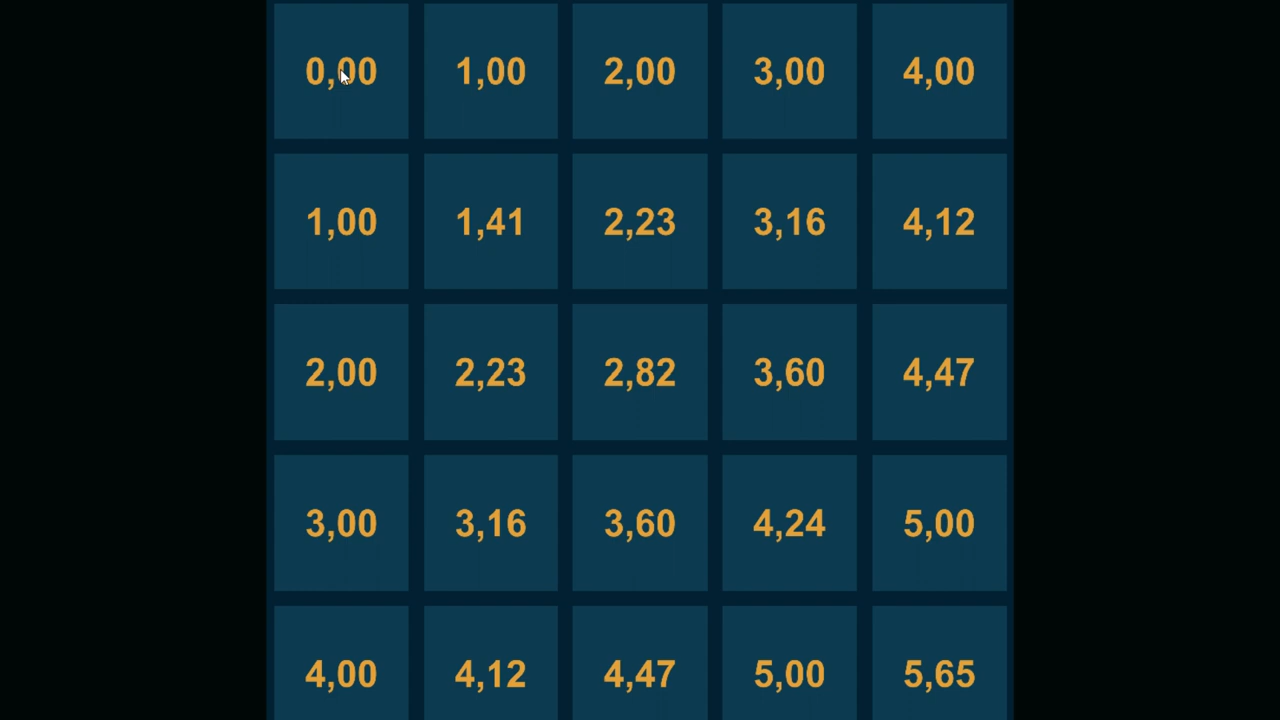 0,00 1,00 2,00 3,00 4,00
1,00 1,41 2,23 3,16 4,12
2,00 2,23 2,82 3,60 4,47
3,00 3,16 3,60 4,24 5,00
4,00 4,12 4,47 5,00 5,65